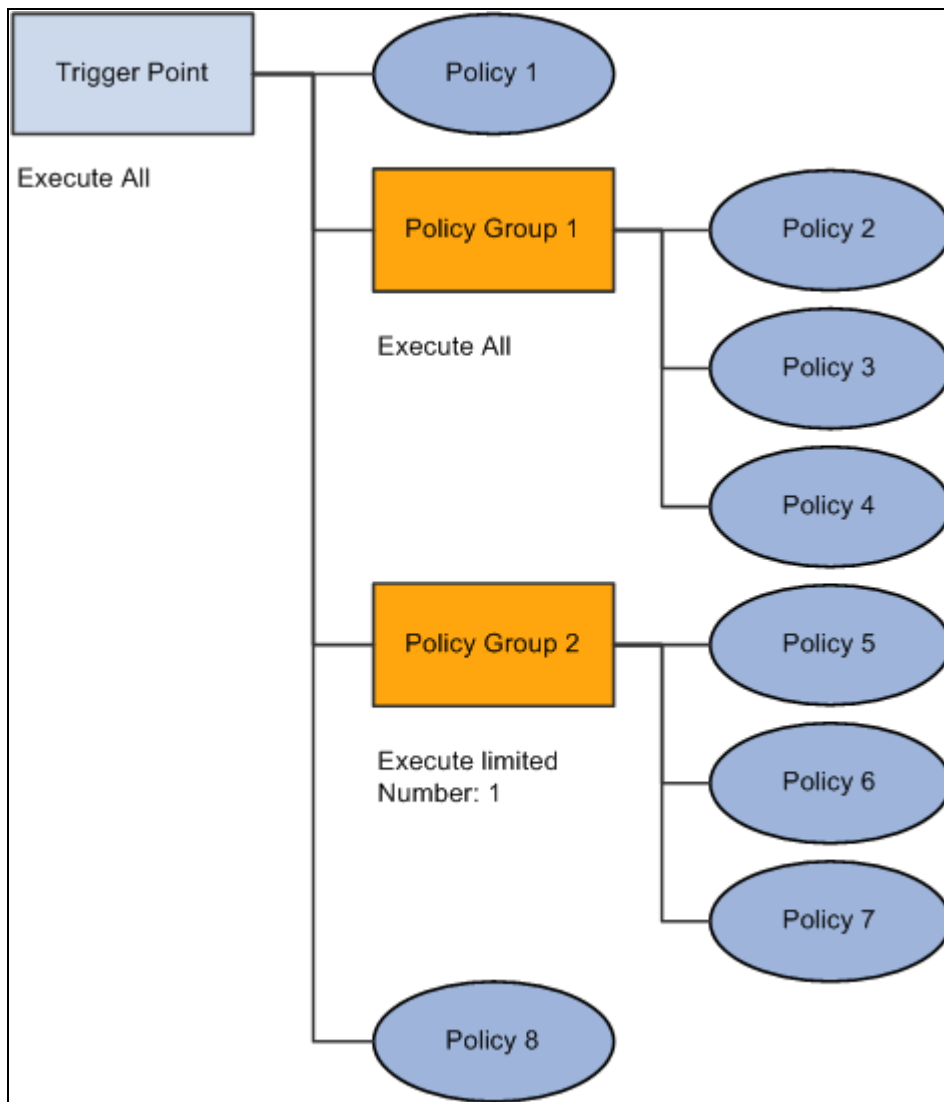 Trigger Point
Policy 1
Execute All
Policy Group 1
Policy 2
Execute All
Policy 3
Policy 4
Policy Group 2
Policy 5
Execute limited
Number: 1
Policy 6
Policy 7
Policy 8